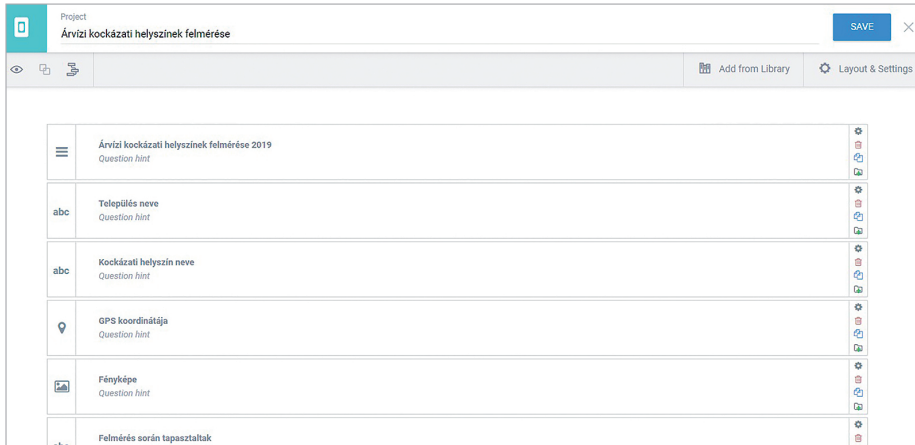 Project
Árvízi kockázati helyszínek felmérése
SAVE
Add from Library
Layout & Settings
Árvízi kockázati helyszínek felmérése 2019
Question hint
abc
Település neve
Question hint
abc
Kockázati helyszín neve
Question hint
GPS koordinátája
Question hint
Fényképe
Question hint
abc
Felmérés során tapasztaltak